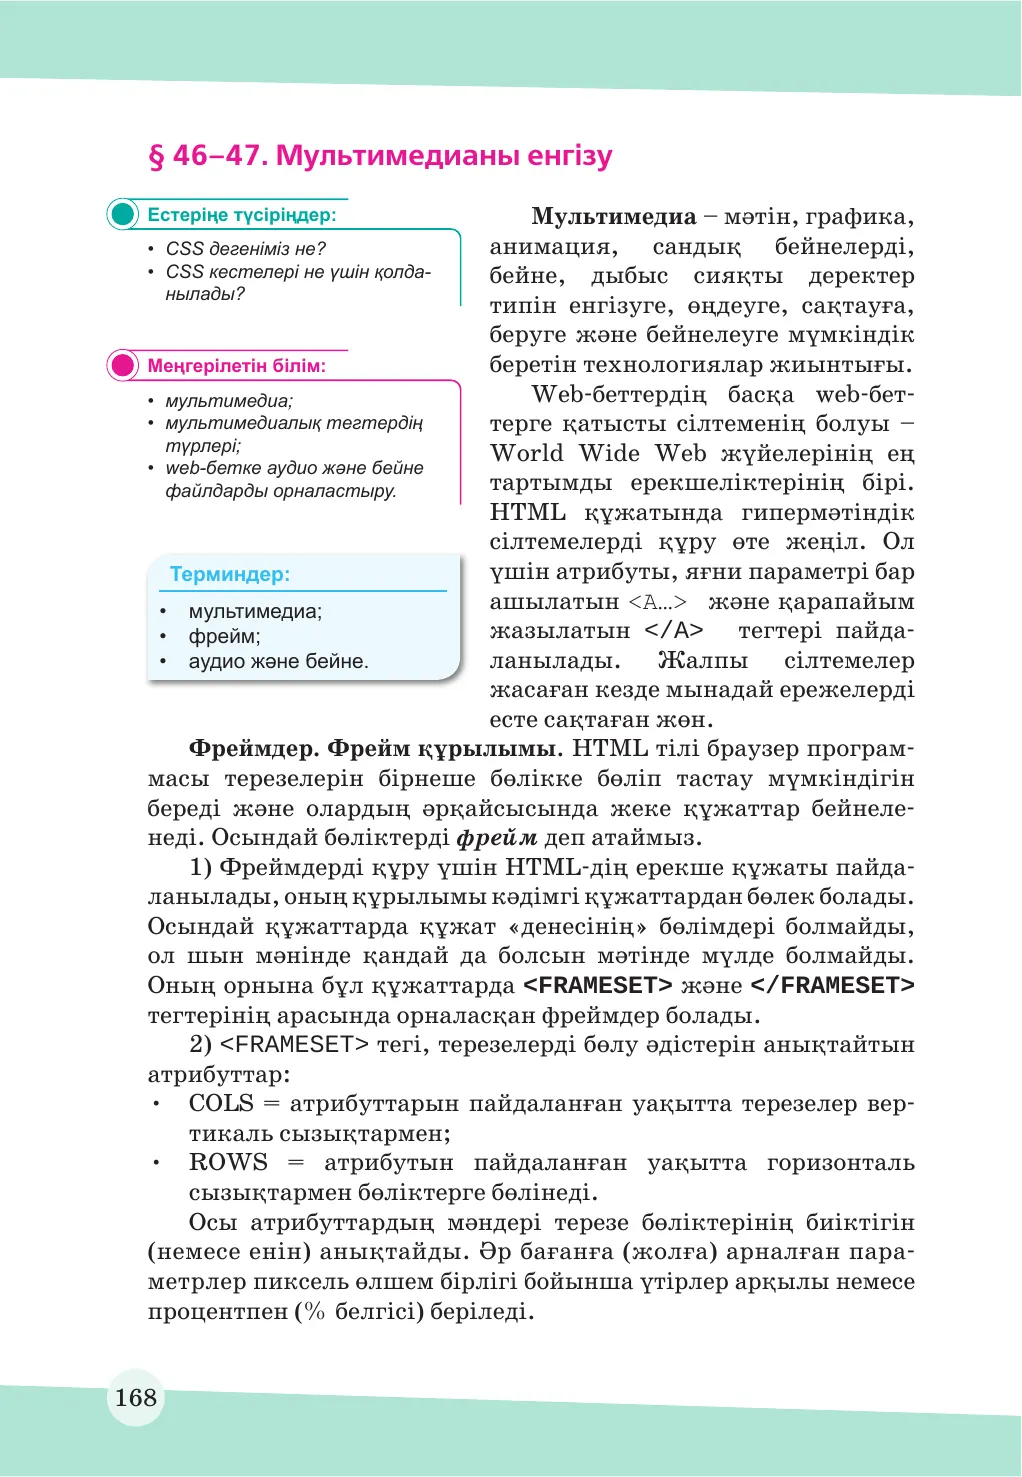 § 46–47. Мультимедианы енгізу
Естеріңе түсіріңдер:
• CSS дегеніміз не?
• CSS кестелері не үшін қолда-
нылады?
Меңгерілетін білім:
• мультимедиа;
• мультимедиалық тегтердің
түрлері;
• web-бетке аудио және бейне
файлдарды орналастыру.
Терминдер:
• мультимедиа;
• фрейм;
• аудио және бейне.
Мультимедиа – мәтін, графика,
анимация, сандық бейнелерді,
бейне, дыбыс сияқты деректер
типін енгізуге, өңдеуге, сақтауға,
беруге және бейнелеуге мүмкіндік
беретін технологиялар жиынтығы.
Web-беттердің басқа web-бет-
терге қатысты сілтеменің болуы –
World Wide Web жүйелерінің ең
тартымды ерекшеліктерінің бірі.
HTML құжатында гипермәтіндік
сілтемелерді құру өте жеңіл. Ол
үшін атрибуты, яғни параметрі бар
ашылатын <A...> және қарапайым
жазылатын </A> тегтері пайда-
ланылады. Жалпы сілтемелер
жасаған кезде мынадай ережелерді
есте сақтаған жөн.
Фреймдер. Фрейм құрылымы. HTML тілі браузер програм-
масы терезелерін бірнеше бөлікке бөліп тастау мүмкіндігін
береді және олардың әрқайсысында жеке құжаттар бейнеле-
неді. Осындай бөліктерді фрейм деп атаймыз.
1) Фреймдерді құру үшін HTML-дің ерекше құжаты пайда-
ланылады, оның құрылымы кәдімгі құжаттардан бөлек болады.
Осындай құжаттарда құжат «денесінің» бөлімдері болмайды,
ол шын мәнінде қандай да болсын мәтінде мүлде болмайды.
Оның орнына бұл құжаттарда <FRAMESET> және </FRAMESET>
тегтерінің арасында орналасқан фреймдер болады.
2) <FRAMESET> тегі, терезелерді бөлу әдістерін анықтайтын
атрибуттар:
• COLS = атрибуттарын пайдаланған уақытта терезелер вер-
тикаль сызықтармен;
• ROWS = атрибутын пайдаланған уақытта горизонталь
сызықтармен бөліктерге бөлінеді.
Осы атрибуттардың мәндері терезе бөліктерінің биіктігін
(немесе енін) анықтайды. Әр бағанға (жолға) арналған пара-
метрлер пиксель өлшем бірлігі бойынша үтірлер арқылы немесе
процентпен (% белгісі) беріледі.
168